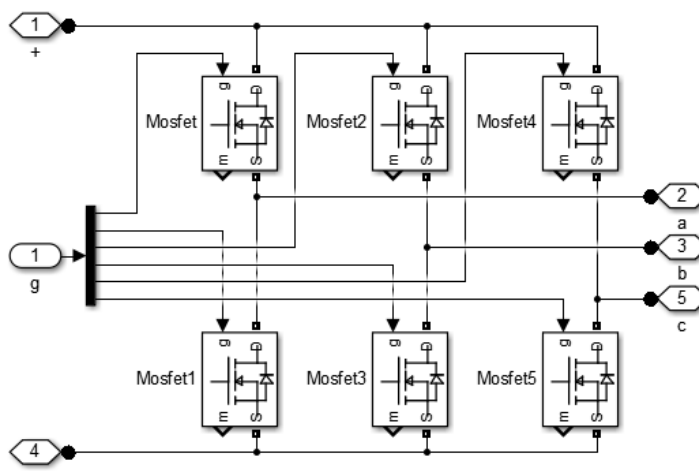 1
+
g D
g D
g D
Mosfet
Mosfet2
Mosfet4
m S
m S
m S
2
a
1
g
3
b
5
c
g D
g D
g D
Mosfet1
Mosfet3
Mosfet5
m S
m S
m S
4